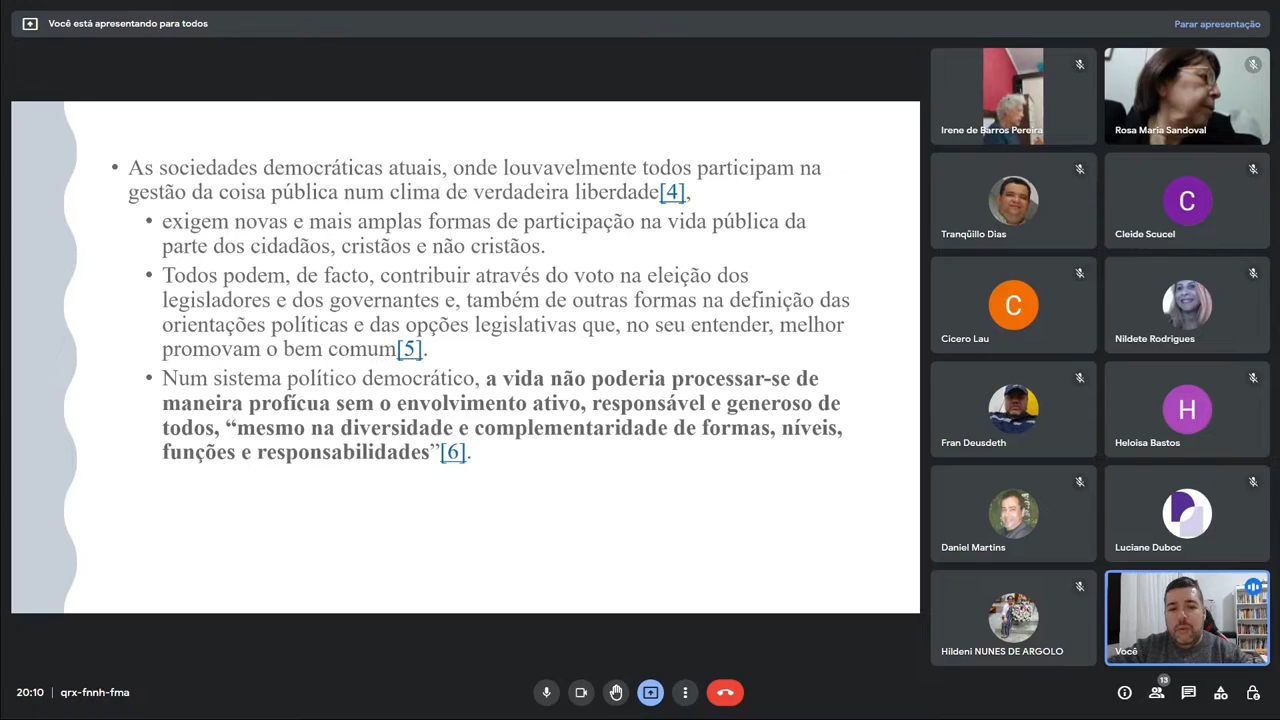 Você está apresentando para todos
Parar apresentação
• As sociedades democráticas atuais, onde louvavelmente todos participam na
gestão da coisa pública num clima de verdadeira liberdade[4],
• exigem novas e mais amplas formas de participação na vida pública da
parte dos cidadãos, cristãos e não cristãos.
• Todos podem, de facto, contribuir através do voto na eleição dos
legisladores e dos governantes e, também de outras formas na definição das
orientações políticas e das opções legislativas que, no seu entender, melhor
promovam o bem comum[5].
• Num sistema político democrático, a vida não poderia processar-se de
maneira profícua sem o envolvimento ativo, responsável e generoso de
todos, “mesmo na diversidade e complementaridade de formas, níveis,
funções e responsabilidades”[6].
Irene de Barros Pereira
Rosa Maria Sandoval
Tranqüillo Dias
C
Cleide Scucel
C
Cicero Lau
Nildete Rodrigues
Fran Deusdeth
H
Heloisa Bastos
Daniel Martins
Luciane Duboc
Hildeni NUNES DE ARGOLO
Você
20:10 | qrx-fnnh-fma
13